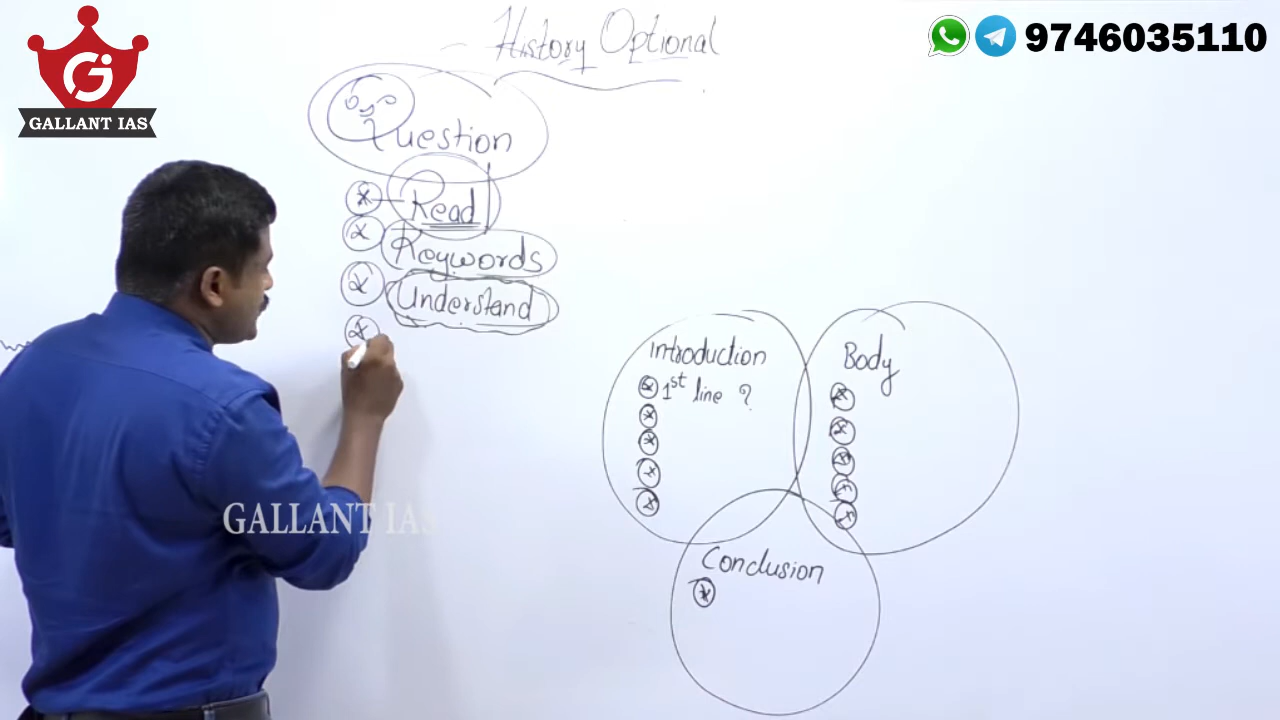 History Optional
9746035110
GALLANT IAS
Question
Read
Keywords
Understand
Introduction
1st line ?
Body
Conclusion
GALLANT IAS